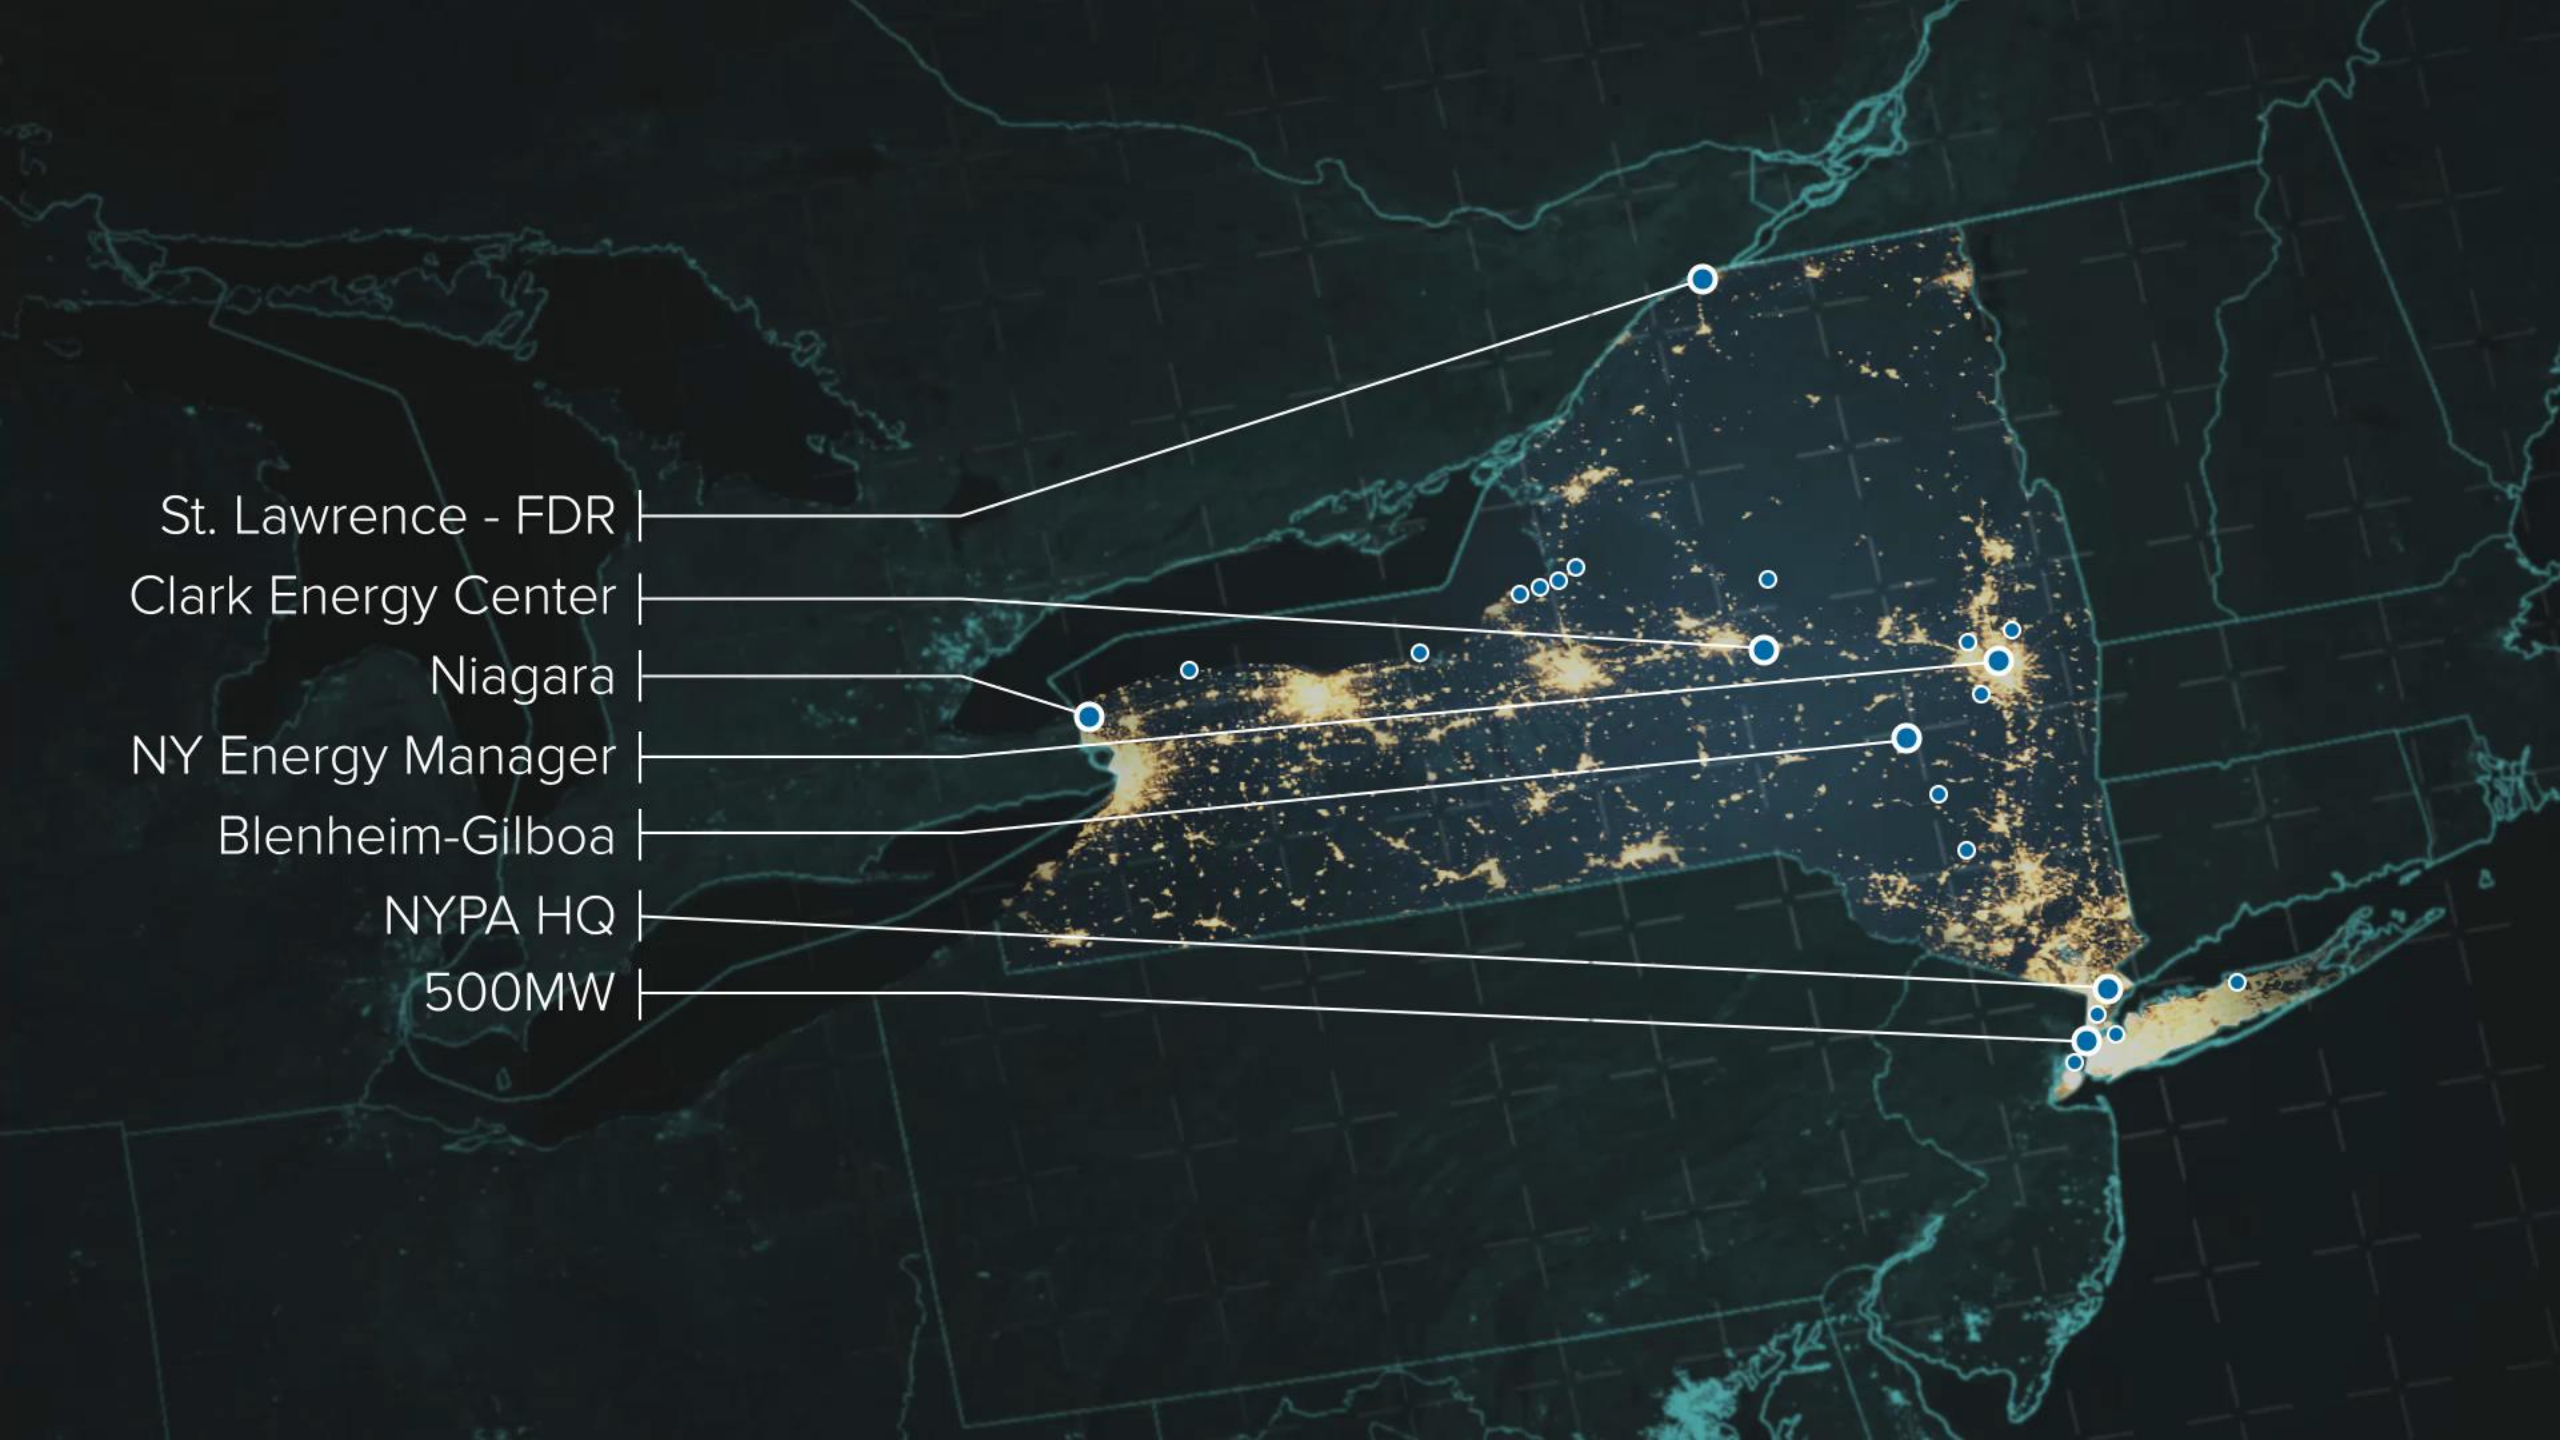 St. Lawrence - FDR
Clark Energy Center
Niagara
NY Energy Manager
Blenheim-Gilboa
NYPA HQ
500MW